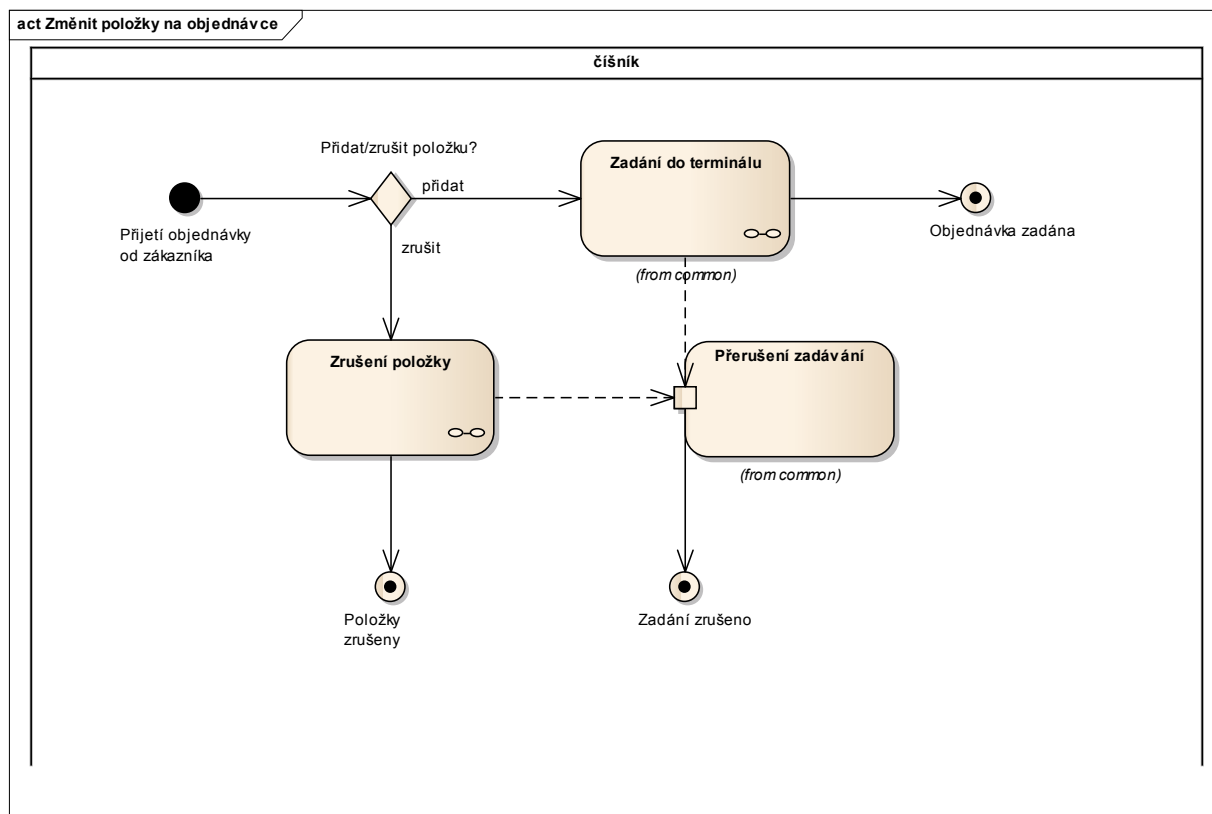 act Změnit položky na objednávce
číšník
Přidat/zrušit položku?
přidat
zrušit
Přijetí objednávky
od zákazníka
Zadání do terminálu
(from common)
Objednávka zadána
Zrušení položky
Přerušení zadávání
(from common)
Položky
zrušeny
Zadání zrušeno